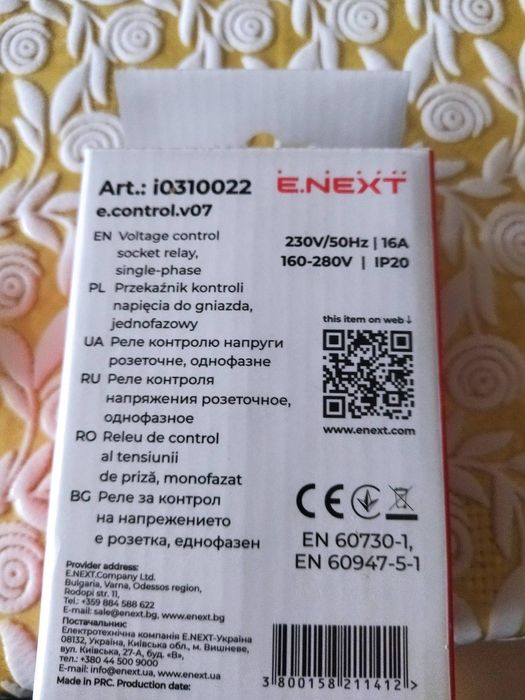 Art.: i0310022
E.NEXT
e.control.v07
230V/50Hz | 16A
160-280V | IP20
EN Voltage control
socket relay,
single-phase
PL Przekaźnik kontroli
napięcia do gniazda,
jednofazowy
UA Реле контролю напруги
розеточне, однофазне
RU Реле контроля
напряжения розеточное,
однофазное
RO Releu de control
al tensiunii
de priză, monofazat
BG Реле за контрол
на напрежението
е розетка, еднофазен
this item on web↓
www.enext.com
CE
EN 60730-1,
EN 60947-5-1
Provider address:
E.NEXT.Company Ltd.
Bulgaria, Varna, Odessos region,
Rodopi str. 11,
Tel.: +359 884 588 622
E-mail: sale@enext.bg, www.enext.bg
Постачальник:
Електротехнічна компанія E.NEXT-Україна
08132, Україна, Київська обл., м. Вишневе,
вул. Київська, 27-А, буд. «В»,
тел.: +380 44 500 9000
E-mail: info@enext.ua, www.enext.ua
Made in PRC. Production date:
3 800158 211412 >